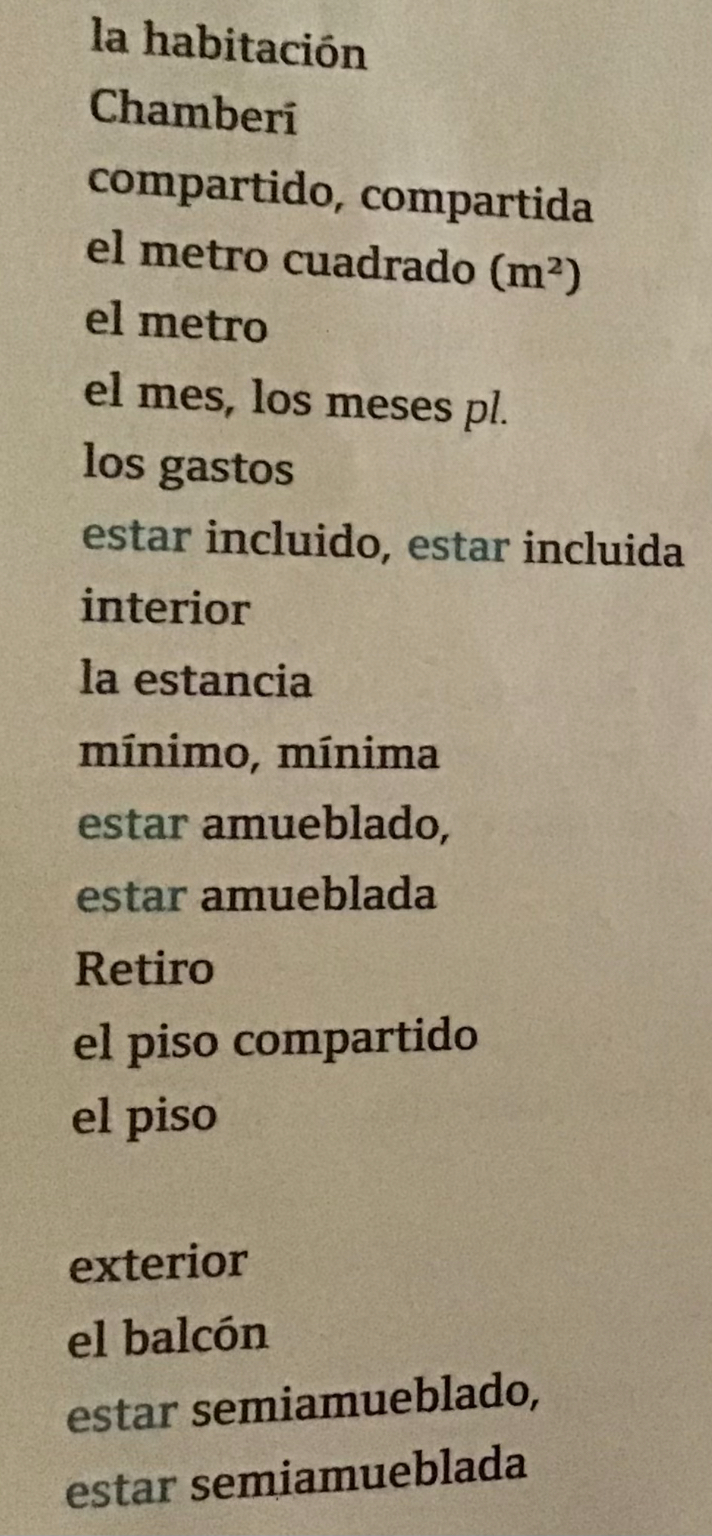 la habitación
Chamberí
compartido, compartida
el metro cuadrado (m²)
el metro
el mes, los meses pl.
los gastos
estar incluido, estar incluida
interior
la estancia
mínimo, mínima
estar amueblado,
estar amueblada
Retiro
el piso compartido
el piso
exterior
el balcón
estar semiamueblado,
estar semiamueblada